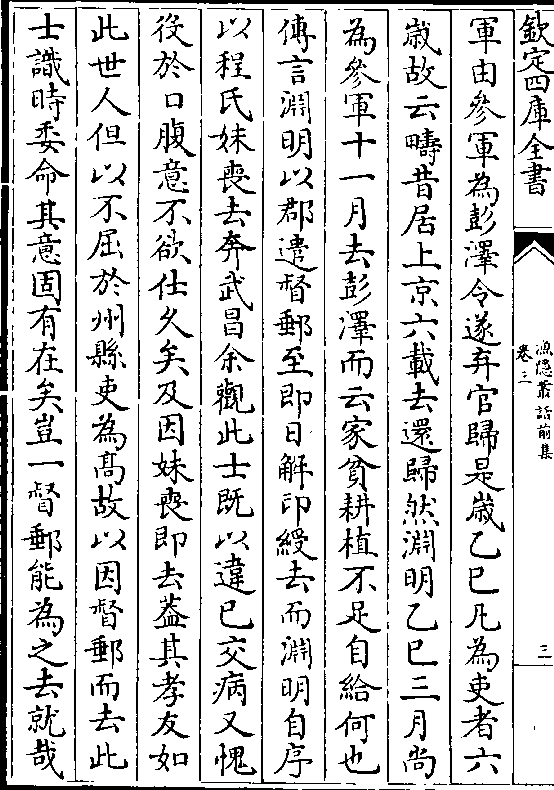 欽定四庫全書
漁隱叢話前集
卷三
三
軍由參軍為彭澤令遂弃官歸是嵗乙巳凡為吏者六
嵗故云疇昔居上京六載去還歸然淵明乙巳三月尚
為參軍十一月去彭澤而云家貧耕植不足自給何也
傳言淵明以郡遣督郵至即日解印綬去而淵明自序
以程氏妹喪去奔武昌余觀此士既以違已交病又愧
役於口腹意不欲仕久矣及因妹喪即去葢其孝友如
此世人但以不屈於州縣吏為髙故以因督郵而去此
士識時委命其意固有在矣豈一督郵能為之去就哉